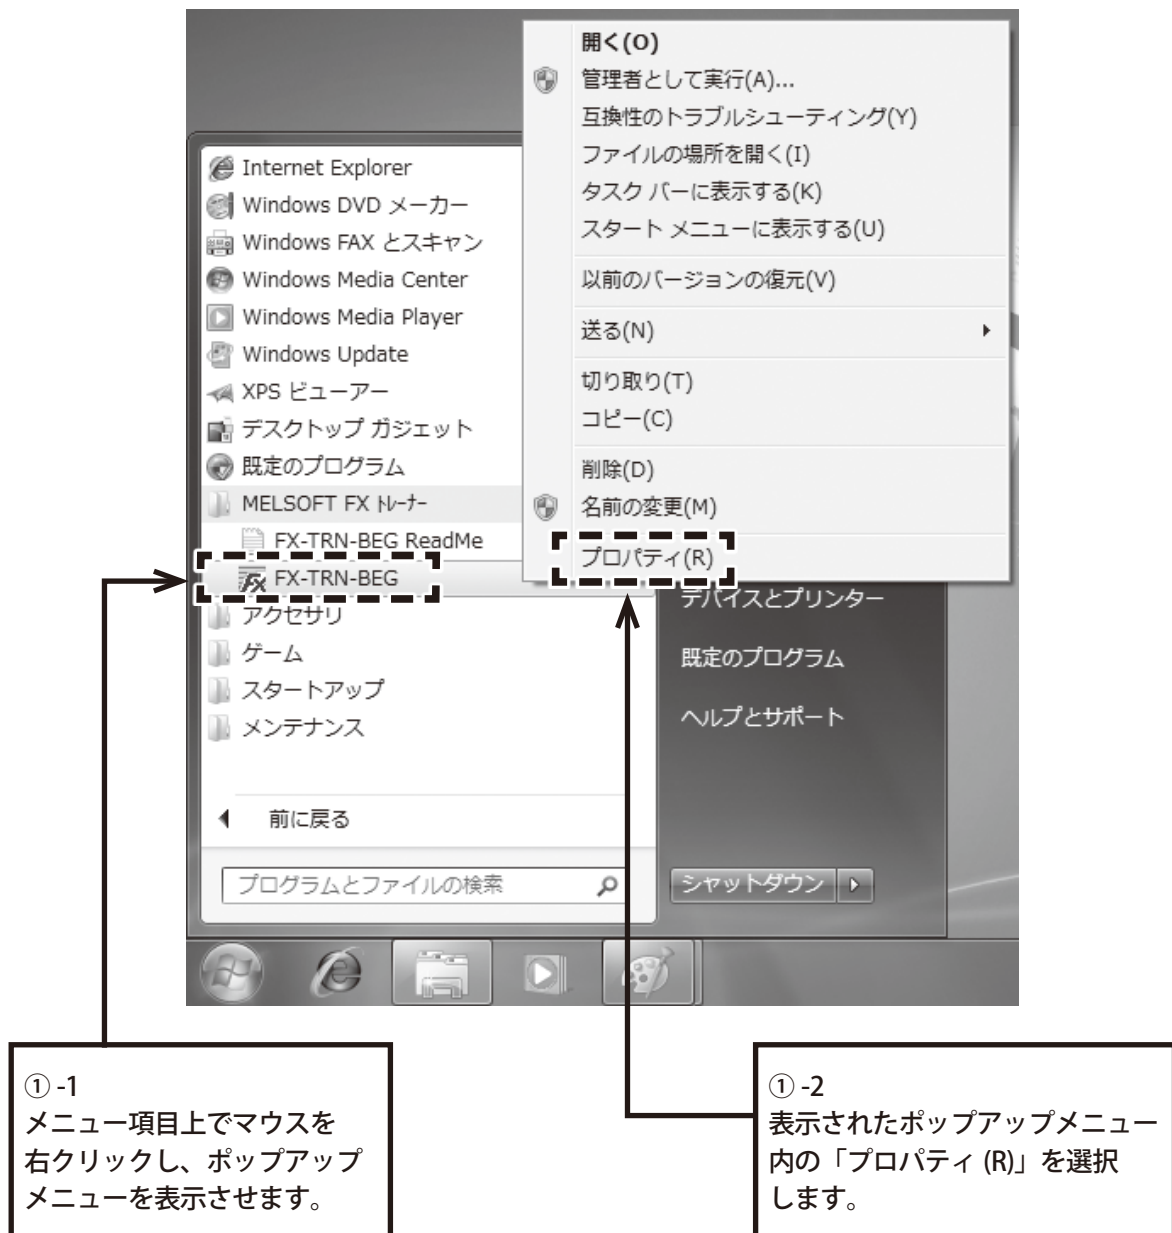 開く(O)
管理者として実行(A)...
互換性のトラブルシューティング(Y)
ファイルの場所を開く(I)
タスク バーに表示する(K)
スタート メニューに表示する(U)
以前のバージョンの復元(V)
送る(N)
切り取り(T)
コピー(C)
削除(D)
名前の変更(M)
プロパティ(R)
Internet Explorer
Windows DVD メーカー
Windows FAX とスキャン
Windows Media Center
Windows Media Player
Windows Update
XPS ビューアー
デスクトップ ガジェット
既定のプログラム
MELSOFT FX トレーナー
FX-TRN-BEG ReadMe
FX-TRN-BEG
アクセサリ
ゲーム
スタートアップ
メンテナンス
前に戻る
プログラムとファイルの検索
デバイスとプリンター
既定のプログラム
ヘルプとサポート
シャットダウン
① -1
メニュー項目上でマウスを
右クリックし、ポップアップ
メニューを表示させます。
① -2
表示されたポップアップメニュー
内の「プロパティ (R)」を選択
します。